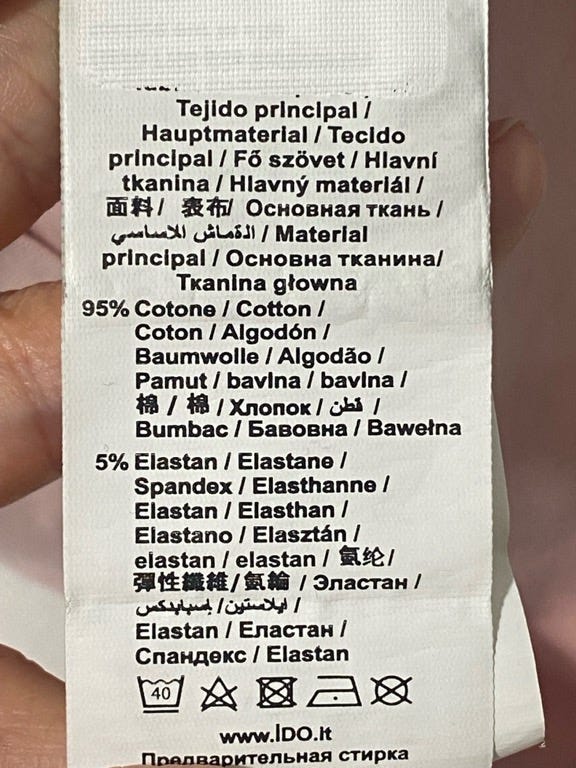 Tejido principal /
Hauptmaterial / Tecido
principal / Fő szövet / Hlavní
tkanina / Hlavný materiál /
面料 / 表布/ Основная ткань /
القماش الاساسي / Material
principal / Основна тканина/
Tkanina głowna
95% Cotone / Cotton /
Coton / Algodón /
Baumwolle / Algodão /
Pamut / bavlna / bavlna /
棉 / 棉 / Хлопок / قطن /
Bumbac / Бавовна / Bawełna
5% Elastan / Elastane /
Spandex / Elasthanne /
Elastan / Elasthan /
Elastano / Elasztán /
elastan / elastan / 氨纶/
彈性纖維/氨綸 / Эластан /
ايلاستين/ إسبايندكس /
Elastan / Еластан /
Спандекс / Elastan
40
www.İDO.it
Предварительная стирка